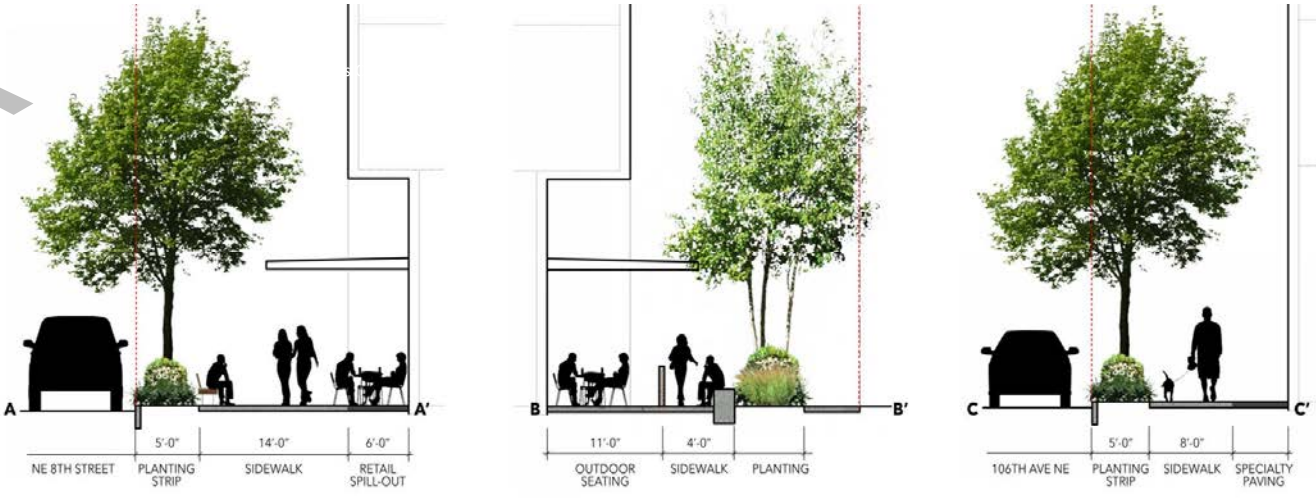 A
A'
5'-0"
14'-0"
6'-0"
NE 8TH STREET
PLANTING
STRIP
SIDEWALK
RETAIL
SPILL-OUT
B
B'
11'-0"
4'-0"
OUTDOOR
SEATING
SIDEWALK
PLANTING
C
C'
5'-0"
8'-0"
106TH AVE NE
PLANTING
STRIP
SIDEWALK
SPECIALTY
PAVING